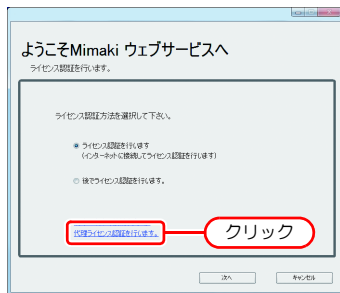 ようこそMimaki ウェブサービスへ
ライセンス認証を行います。
ライセンス認証方法を選択して下さい。
ライセンス認証を行います
(インターネットに接続してライセンス認証を行います)
後でライセンス認証を行います。
代理ライセンス認証を行います。
クリック
次へ
キャンセル